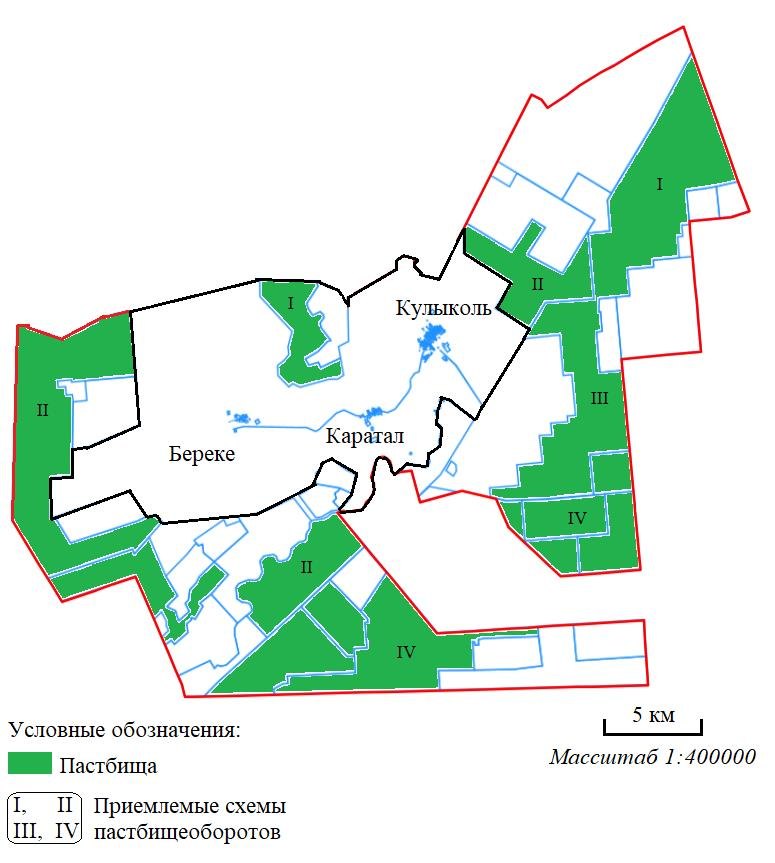 I
II
I
Кулыколь
II
III
Каратал
Береке
IV
II
IV
5 км
Условные обозначения:
Масштаб 1:400000
Пастбища
I, II
III, IV
Приемлемые схемы
пастбищеоборотов